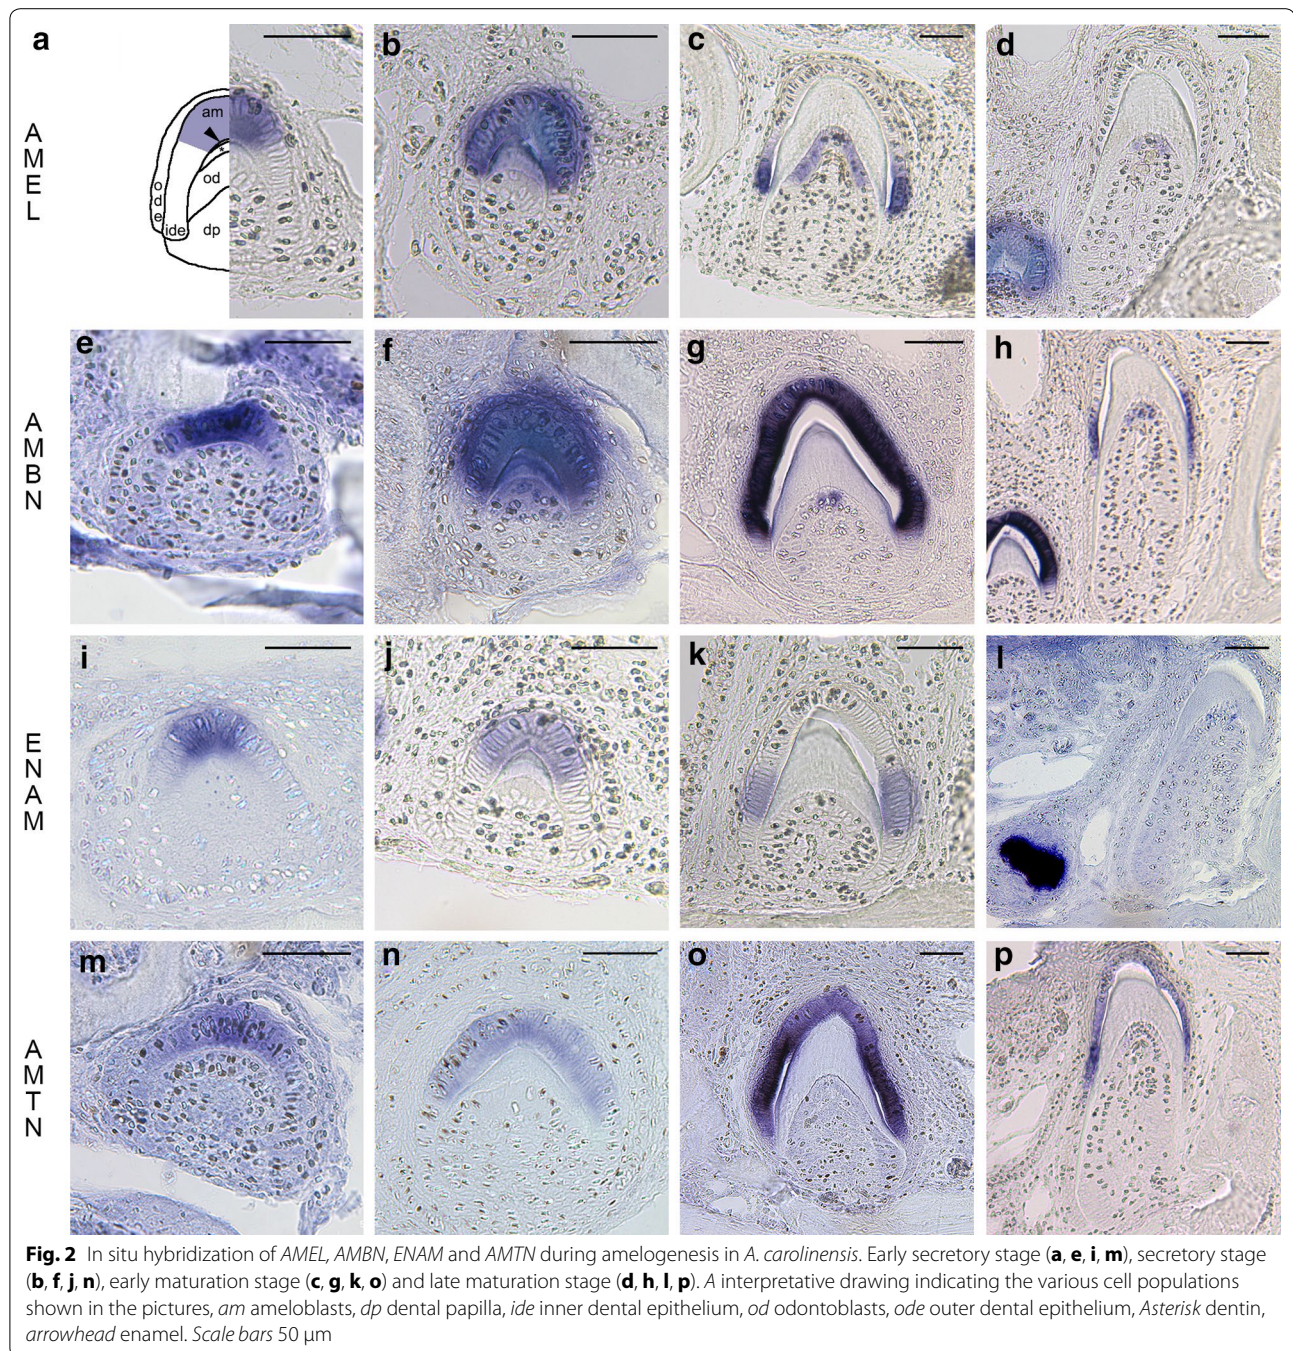 a
b
c
d
A
M
E
L
am
*
od
o
d
e
ide
dp
e
f
g
h
A
M
B
N
i
j
k
l
E
N
A
M
m
n
o
p
A
M
T
N
Fig. 2 In situ hybridization of AMEL, AMBN, ENAM and AMTN during amelogenesis in A. carolinensis. Early secretory stage (a, e, i, m), secretory stage
(b, f, j, n), early maturation stage (c, g, k, o) and late maturation stage (d, h, l, p). A interpretative drawing indicating the various cell populations
shown in the pictures, am ameloblasts, dp dental papilla, ide inner dental epithelium, od odontoblasts, ode outer dental epithelium, Asterisk dentin,
arrowhead enamel. Scale bars 50 µm